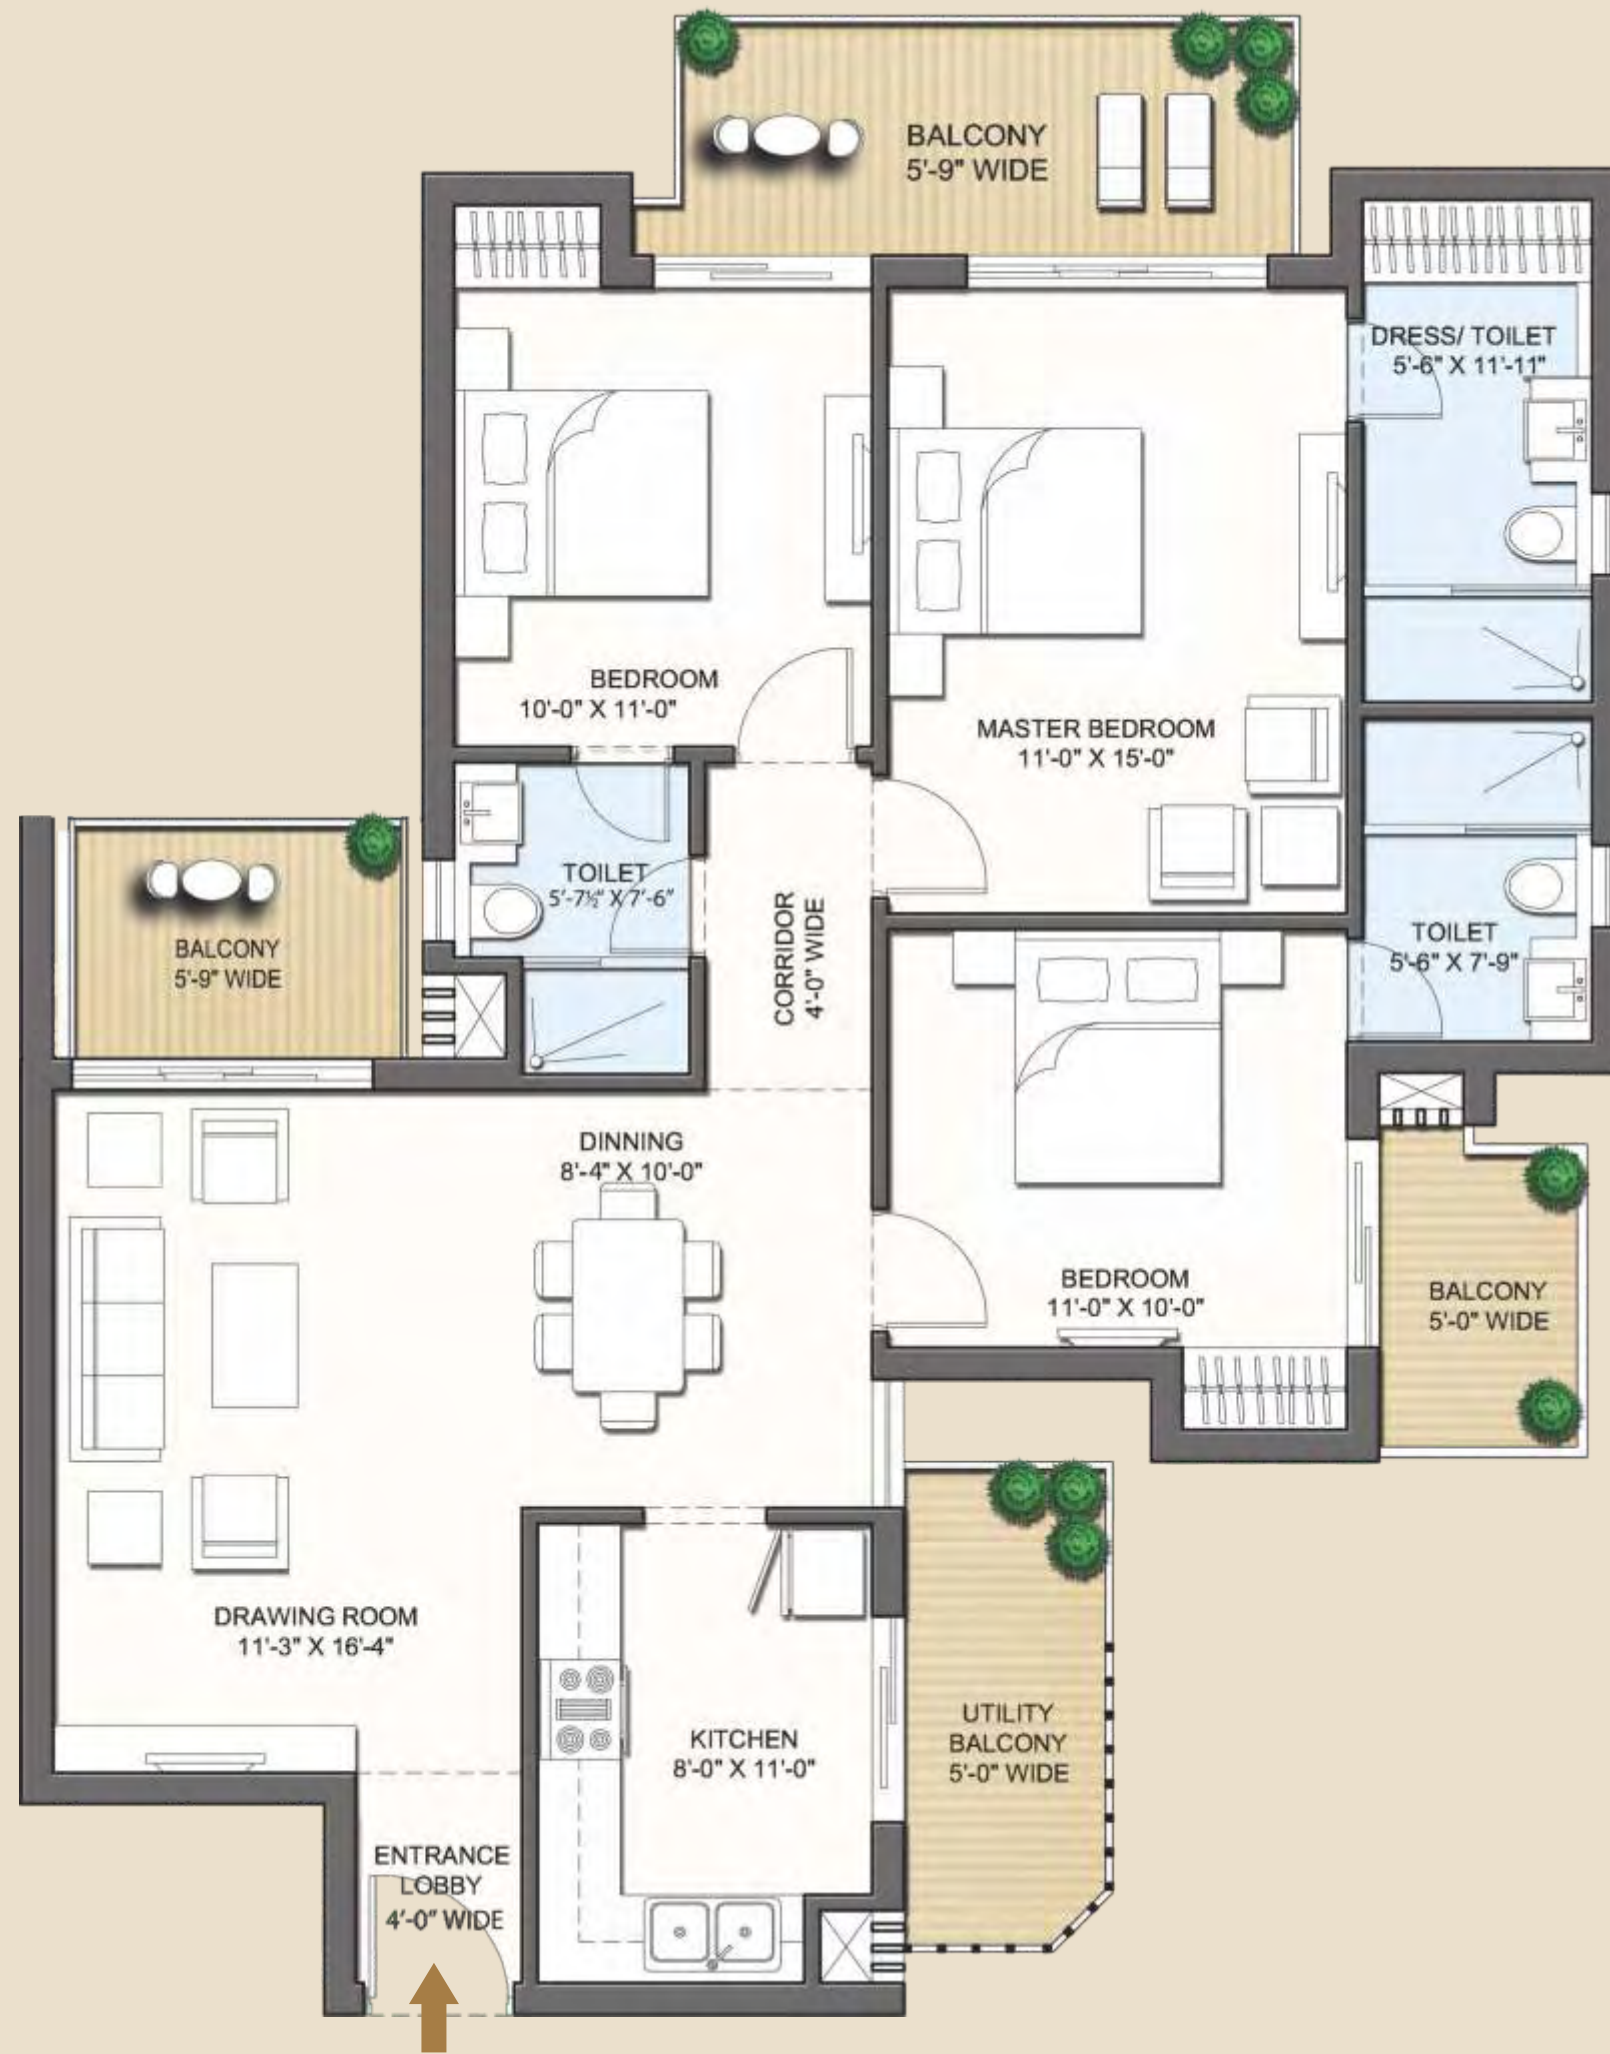 BALCONY
5'-9" WIDE
DRESS/ TOILET
5'-6" X 11'-11"
BEDROOM
10'-0" X 11'-0"
MASTER BEDROOM
11'-0" X 15'-0"
TOILET
5'-7½" X 7'-6"
CORRIDOR
4'-0" WIDE
BALCONY
5'-9" WIDE
TOILET
5'-6" X 7'-9"
DINNING
8'-4" X 10'-0"
BEDROOM
11'-0" X 10'-0"
BALCONY
5'-0" WIDE
DRAWING ROOM
11'-3" X 16'-4"
KITCHEN
8'-0" X 11'-0"
UTILITY
BALCONY
5'-0" WIDE
ENTRANCE
LOBBY
4'-0" WIDE